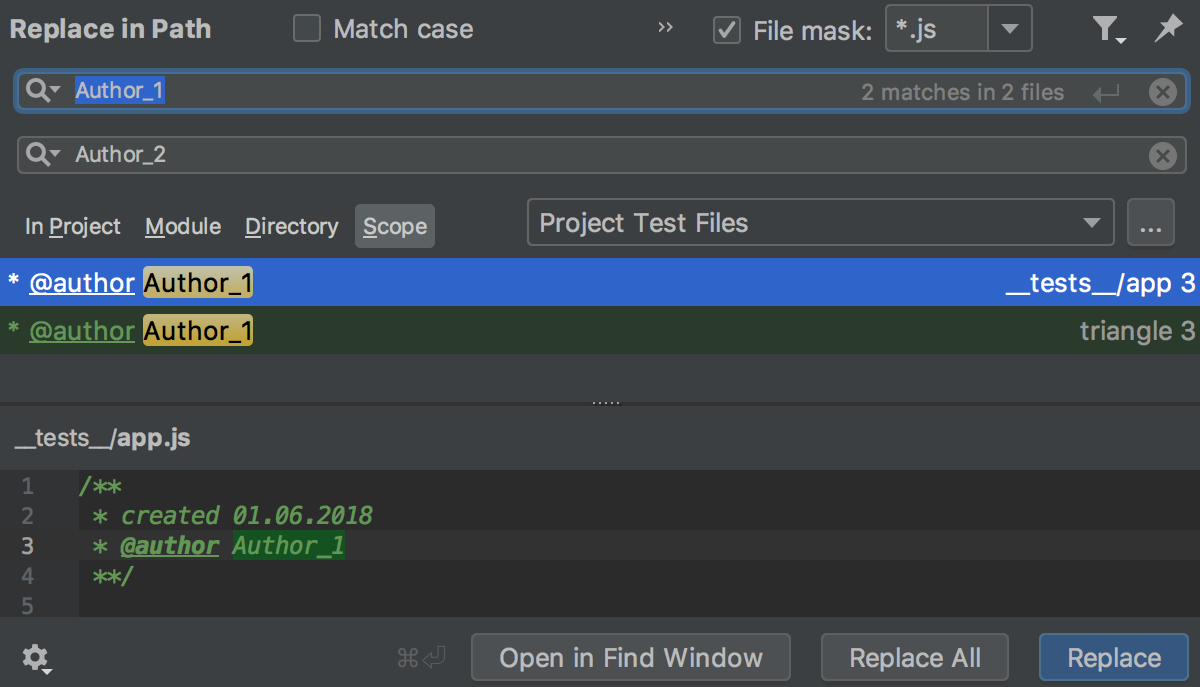 Replace in Path Match case » File mask: *.js
Author_1 2 matches in 2 files
Author_2
In Project Module Directory Scope Project Test Files ...
* @author Author_1 __tests__/app 3
* @author Author_1 triangle 3
__tests__/app.js
1 /**
2 * created 01.06.2018
3 * @author Author_1
4 **/
5
⌘⏎ Open in Find Window Replace All Replace